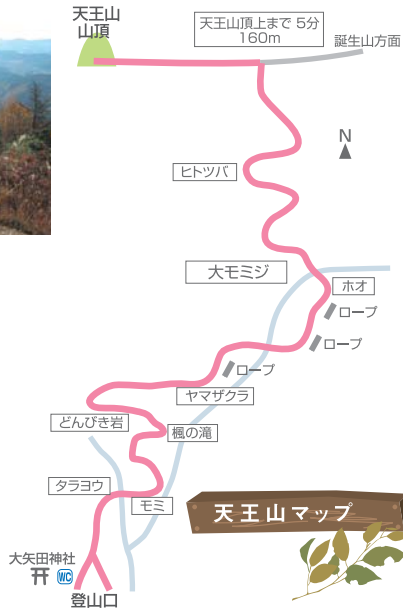 天王山
山頂
天王山頂上まで 5分
160m
誕生山方面
N
ヒトツバ
大モミジ
ホオ
ロープ
ロープ
ロープ
ヤマザクラ
どんびき岩
楓の滝
タラヨウ
モミ
天王山マップ
大矢田神社
WC
登山口